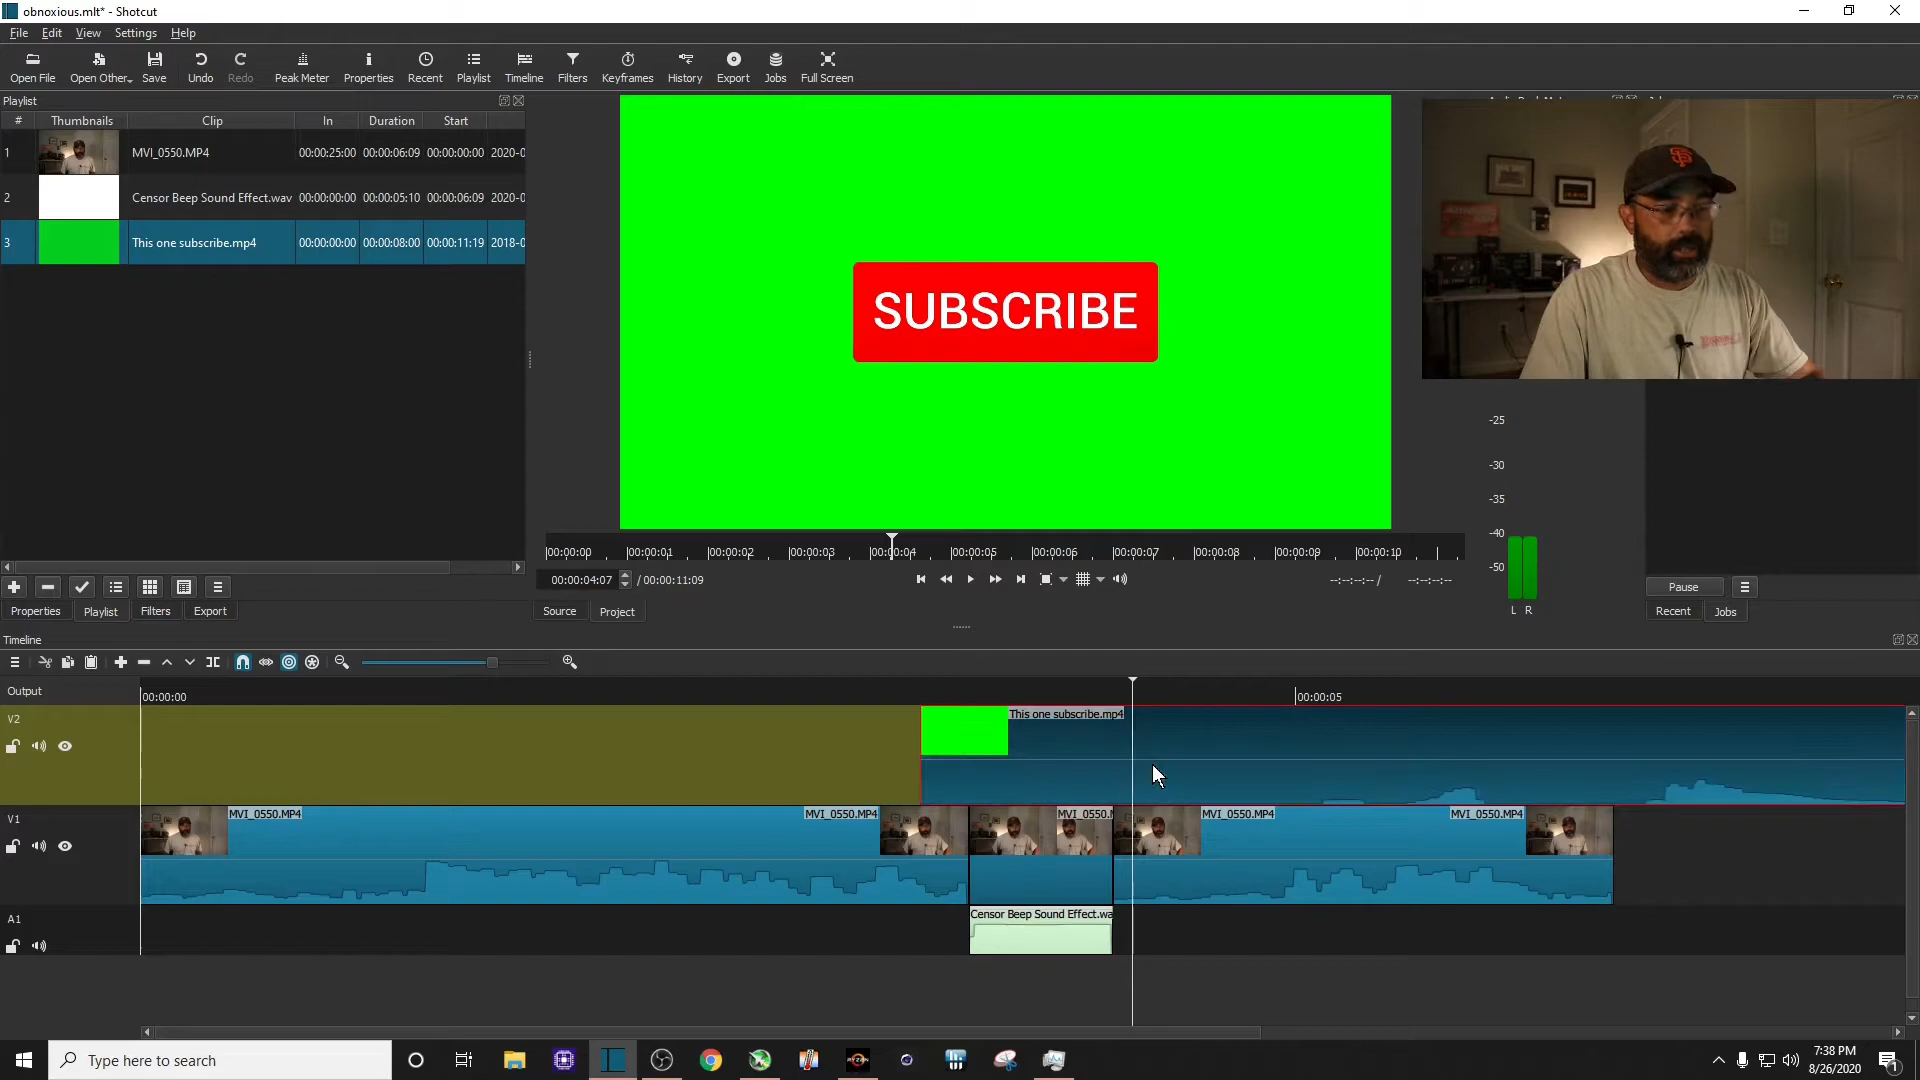 obnoxious.mlt* - Shotcut
File Edit View Settings Help
Open File Open Other Save Undo Redo Peak Meter Properties Recent Playlist Timeline Filters Keyframes History Export Jobs Full Screen
Playlist
# Thumbnails Clip In Duration Start
1 MVI_0550.MP4 00:00:25:00 00:00:06:09 00:00:00:00 2020-0
2 Censor Beep Sound Effect.wav 00:00:00:00 00:00:05:10 00:00:06:09 2020-0
3 This one subscribe.mp4 00:00:00:00 00:00:08:00 00:00:11:19 2018-0
SUBSCRIBE
-25
-30
-35
-40
-50
L R
00:00:00 00:00:01 00:00:02 00:00:03 00:00:04 00:00:05 00:00:06 00:00:07 00:00:08 00:00:09 00:00:10
00:00:04:07 / 00:00:11:09 --:--:--:-- / --:--:--:--
Pause
Properties Playlist Filters Export
Source Project
Recent Jobs
Timeline
Output 00:00:00 00:00:05
V2 This one subscribe.mp4
V1 MVI_0550.MP4 MVI_0550.MP4 MVI_0550.M MVI_0550.MP4 MVI_0550.MP4
A1 Censor Beep Sound Effect.wa
Type here to search
RYZEN
7:38 PM
8/26/2020
1